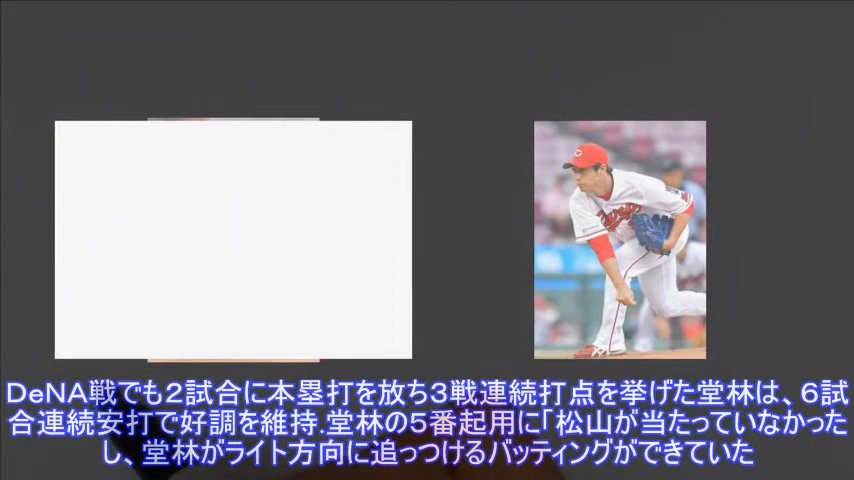 DeNA戦でも2試合に本塁打を放ち3戦連続打点を挙げた堂林は、6試
合連続安打で好調を維持.堂林の5番起用に「松山が当たっていなかった
し、堂林がライト方向に追っつけるバッティングができていた